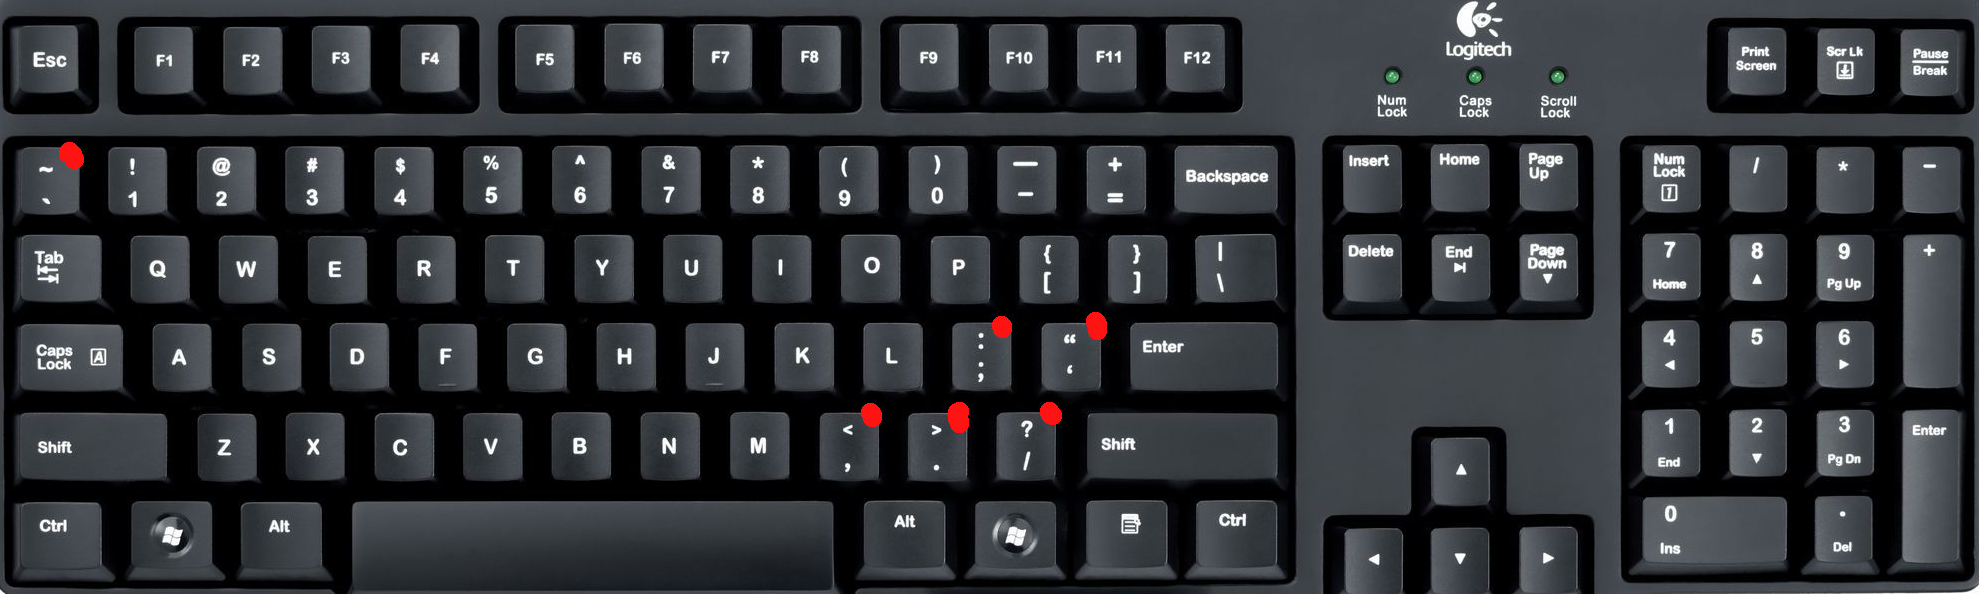 Logitech
Esc F1 F2 F3 F4 F5 F6 F7 F8 F9 F10 F11 F12
Num Lock Caps Lock Scroll Lock
Print Screen Scr Lk Pause Break
~ ` ! 1 @ 2 # 3 $ 4 % 5 ^ 6 & 7 * 8 ( 9 ) 0 — - + = Backspace
Insert Home Page Up
Num Lock 1 / * -
Tab Q W E R T Y U I O P { [ } ] | \
Delete End Page Down
7 Home 8 9 Pg Up +
Caps Lock A A S D F G H J K L : ; “ ‘ Enter
4 5 6
Shift Z X C V B N M < , > . ? / Shift
1 End 2 3 Pg Dn Enter
Ctrl Alt Alt Ctrl
0 Ins . Del